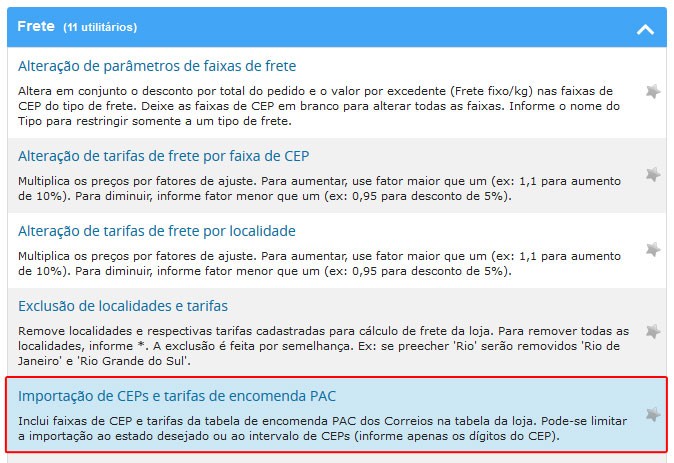 Frete (11 utilitários)
Alteração de parâmetros de faixas de frete
Altera em conjunto o desconto por total do pedido e o valor por excedente (Frete fixo/kg) nas faixas de
CEP do tipo de frete. Deixe as faixas de CEP em branco para alterar todas as faixas. Informe o nome do
Tipo para restringir somente a um tipo de frete.
Alteração de tarifas de frete por faixa de CEP
Multiplica os preços por fatores de ajuste. Para aumentar, use fator maior que um (ex: 1,1 para aumento
de 10%). Para diminuir, informe fator menor que um (ex: 0,95 para desconto de 5%).
Alteração de tarifas de frete por localidade
Multiplica os preços por fatores de ajuste. Para aumentar, use fator maior que um (ex: 1,1 para aumento
de 10%). Para diminuir, informe fator menor que um (ex: 0,95 para desconto de 5%).
Exclusão de localidades e tarifas
Remove localidades e respectivas tarifas cadastradas para cálculo de frete da loja. Para remover todas as
localidades, informe *. A exclusão é feita por semelhança. Ex: se preecher 'Rio' serão removidos 'Rio de
Janeiro' e 'Rio Grande do Sul'.
Importação de CEPs e tarifas de encomenda PAC
Inclui faixas de CEP e tarifas da tabela de encomenda PAC dos Correios na tabela da loja. Pode-se limitar
a importação ao estado desejado ou ao intervalo de CEPs (informe apenas os dígitos do CEP).